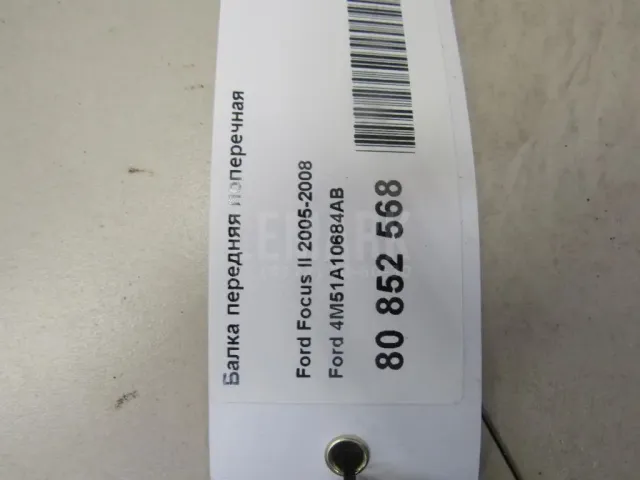 Балка передняя поперечная
Ford Focus II 2005-2008
Ford 4M51A10684AB
80 852 568